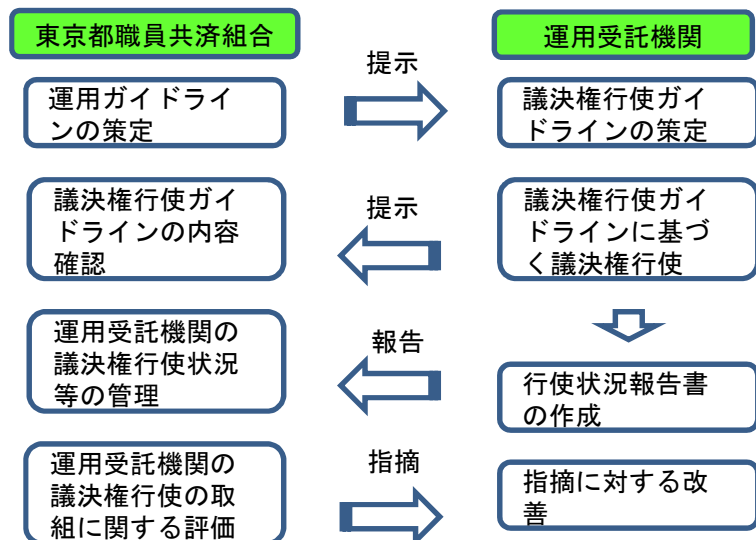 東京都職員共済組合
運用受託機関
提示
運用ガイドライ
ンの策定
議決権行使ガイ
ドラインの策定
提示
議決権行使ガイ
ドラインの内容
確認
議決権行使ガイ
ドラインに基づ
く議決権行使
報告
運用受託機関の
議決権行使状況
等の管理
行使状況報告書
の作成
指摘
運用受託機関の
議決権行使の取
組に関する評価
指摘に対する改
善